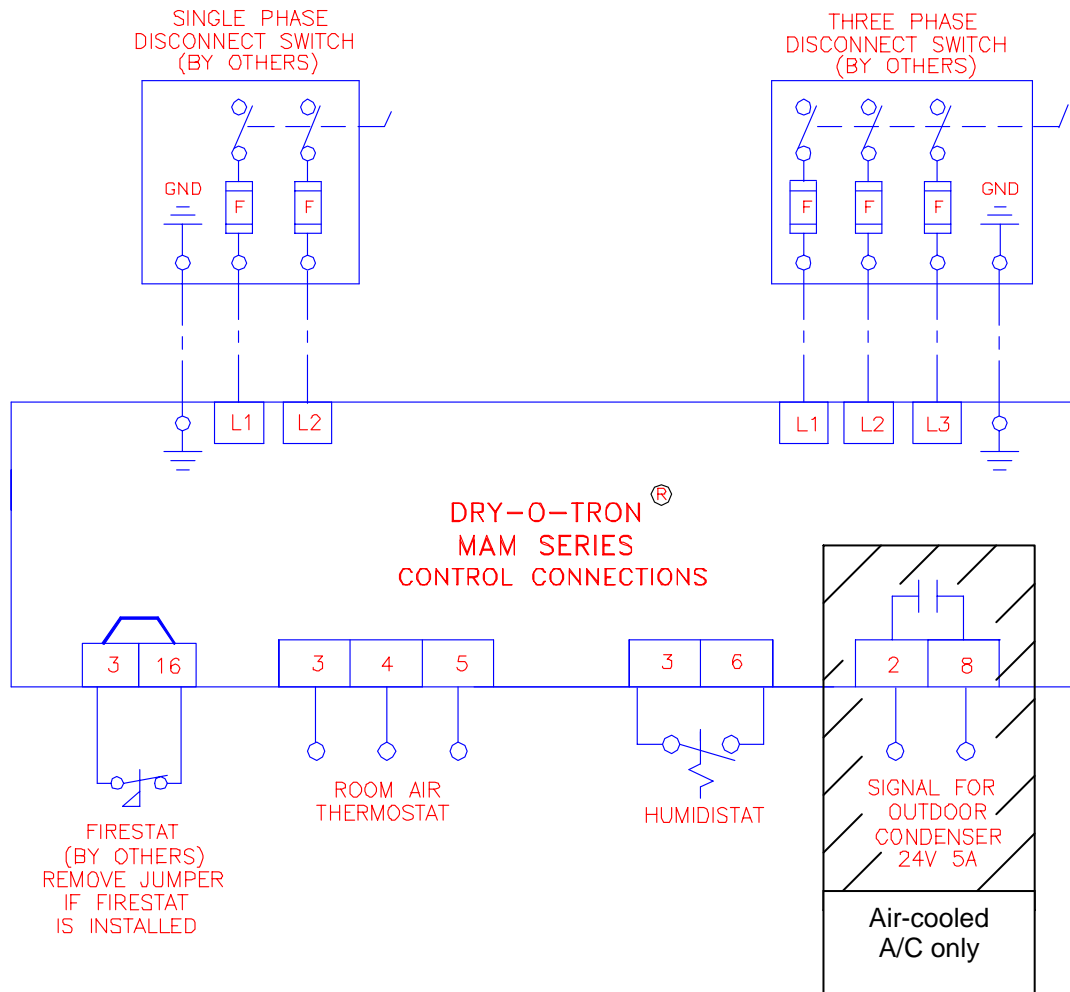 SINGLE PHASE
DISCONNECT SWITCH
(BY OTHERS)
GND
F
F
THREE PHASE
DISCONNECT SWITCH
(BY OTHERS)
F
F
F
GND
L1
L2
L1
L2
L3
DRY-O-TRON ®
MAM SERIES
CONTROL CONNECTIONS
3
16
3
4
5
3
6
2
8
FIRESTAT
(BY OTHERS)
REMOVE JUMPER
IF FIRESTAT
IS INSTALLED
ROOM AIR
THERMOSTAT
HUMIDISTAT
SIGNAL FOR
OUTDOOR
CONDENSER
24V 5A
Air-cooled
A/C only